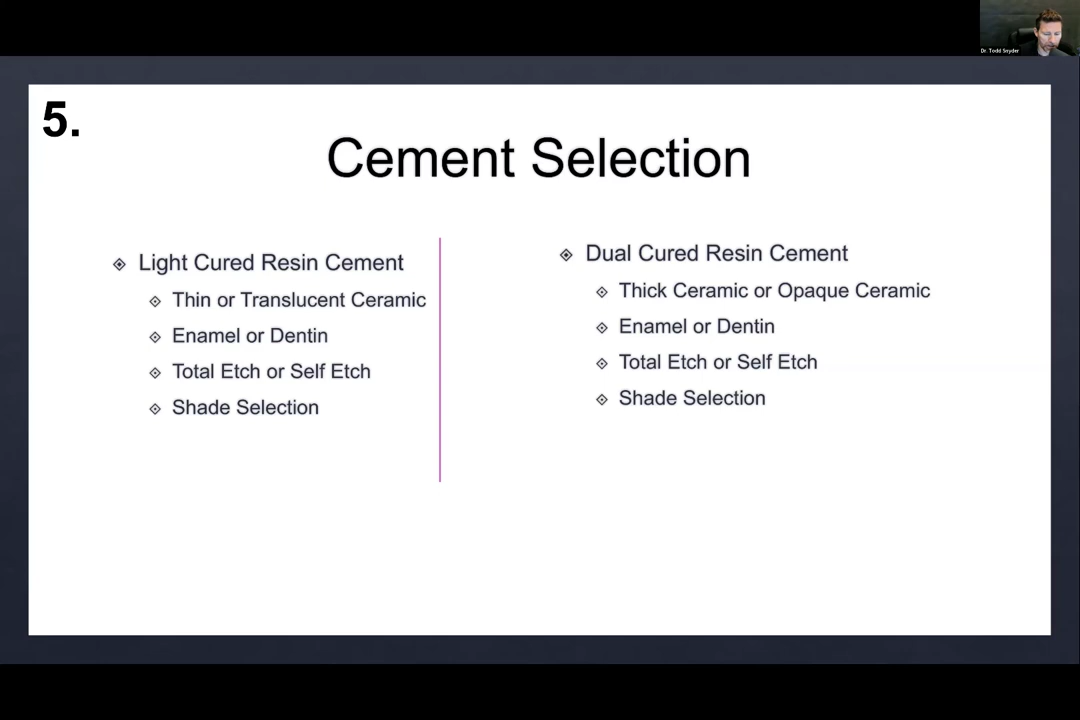 Dr. Todd Snyder
5.
Cement Selection
Light Cured Resin Cement
Thin or Translucent Ceramic
Enamel or Dentin
Total Etch or Self Etch
Shade Selection
Dual Cured Resin Cement
Thick Ceramic or Opaque Ceramic
Enamel or Dentin
Total Etch or Self Etch
Shade Selection